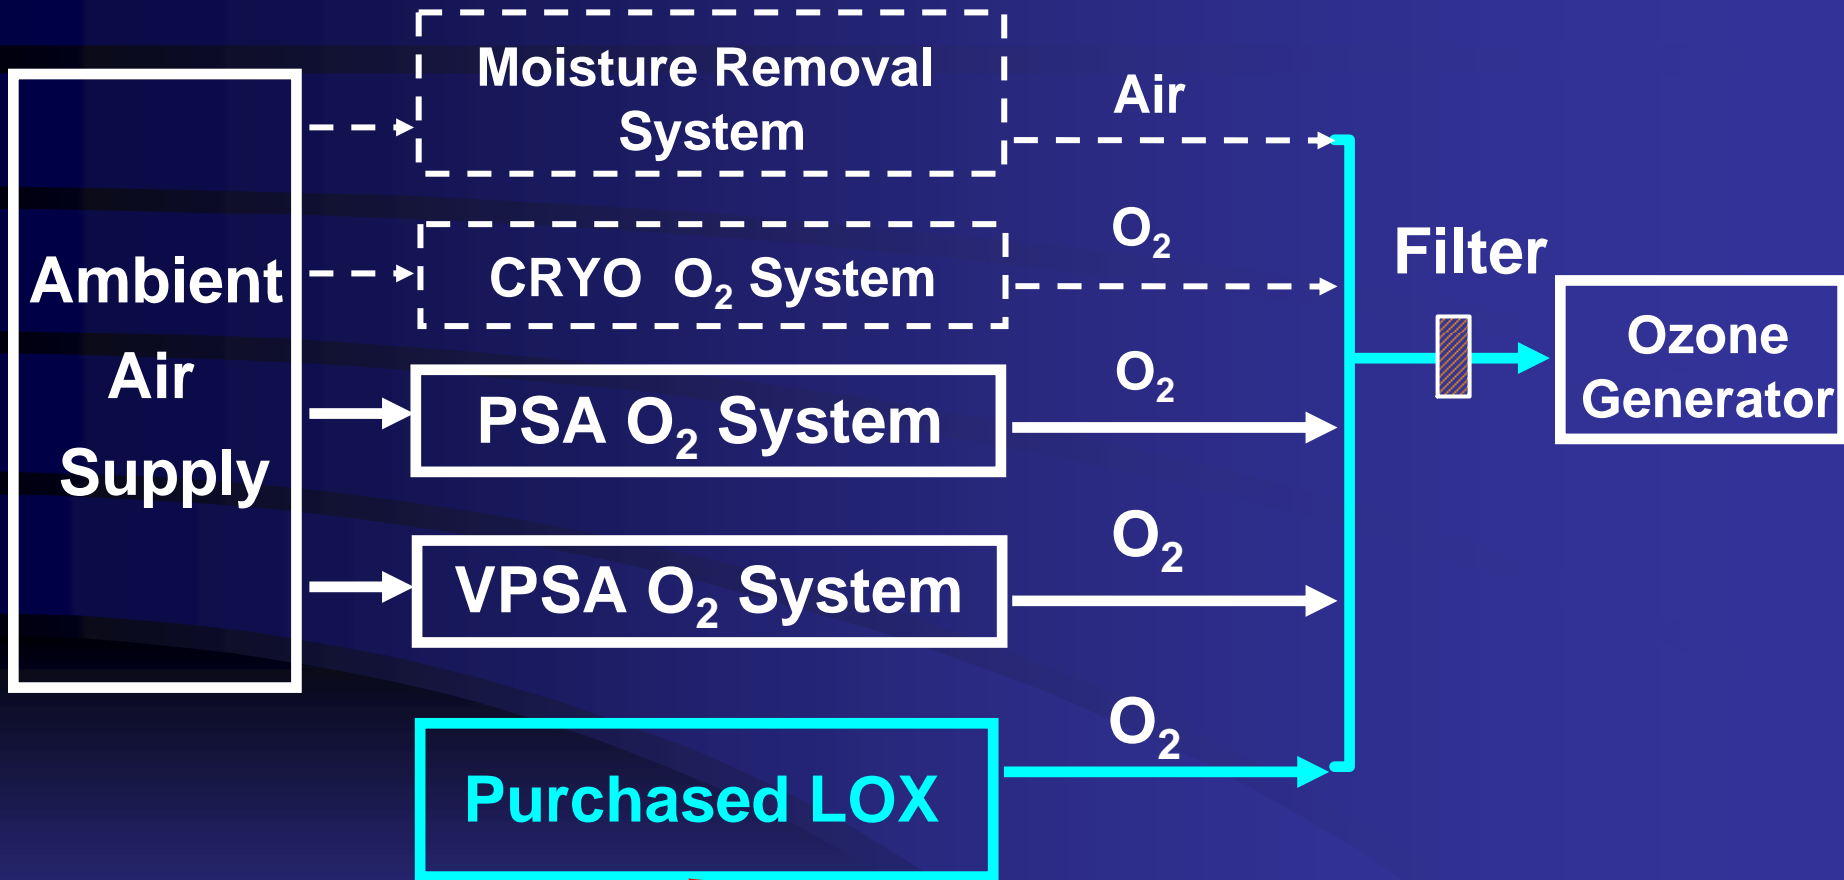 Moisture Removal
System
Air
Ambient
Air
Supply
CRYO O₂ System
O₂
Filter
Ozone
Generator
PSA O₂ System
O₂
VPSA O₂ System
O₂
Purchased LOX
O₂